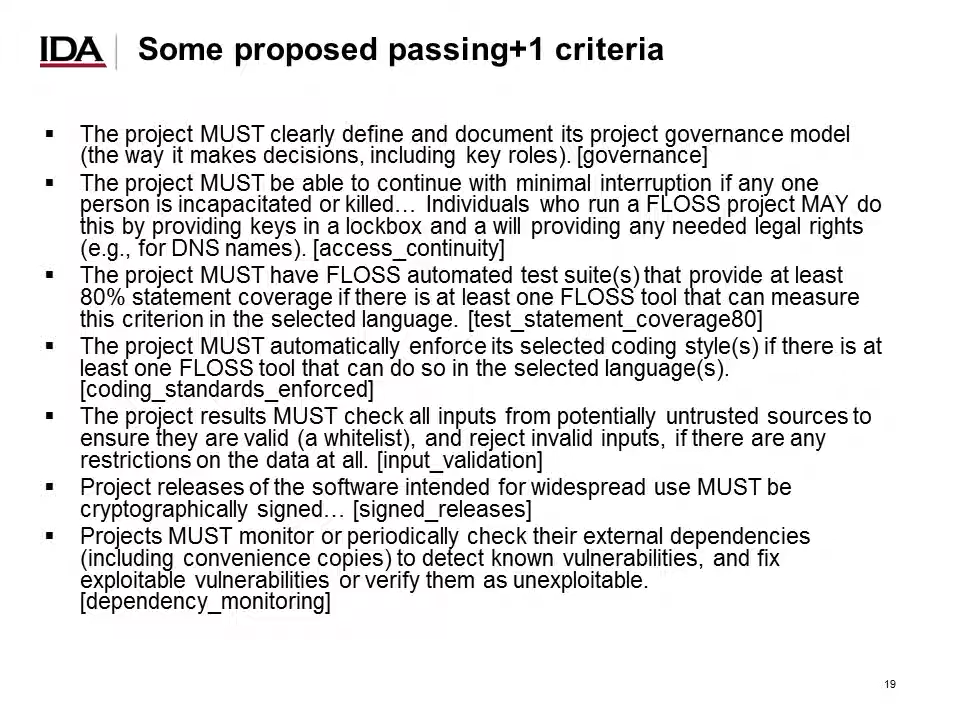 IDA
Some proposed passing+1 criteria
▪ The project MUST clearly define and document its project governance model
(the way it makes decisions, including key roles). [governance]
▪ The project MUST be able to continue with minimal interruption if any one
person is incapacitated or killed… Individuals who run a FLOSS project MAY do
this by providing keys in a lockbox and a will providing any needed legal rights
(e.g., for DNS names). [access_continuity]
▪ The project MUST have FLOSS automated test suite(s) that provide at least
80% statement coverage if there is at least one FLOSS tool that can measure
this criterion in the selected language. [test_statement_coverage80]
▪ The project MUST automatically enforce its selected coding style(s) if there is at
least one FLOSS tool that can do so in the selected language(s).
[coding_standards_enforced]
▪ The project results MUST check all inputs from potentially untrusted sources to
ensure they are valid (a whitelist), and reject invalid inputs, if there are any
restrictions on the data at all. [input_validation]
▪ Project releases of the software intended for widespread use MUST be
cryptographically signed… [signed_releases]
▪ Projects MUST monitor or periodically check their external dependencies
(including convenience copies) to detect known vulnerabilities, and fix
exploitable vulnerabilities or verify them as unexploitable.
[dependency_monitoring]
19